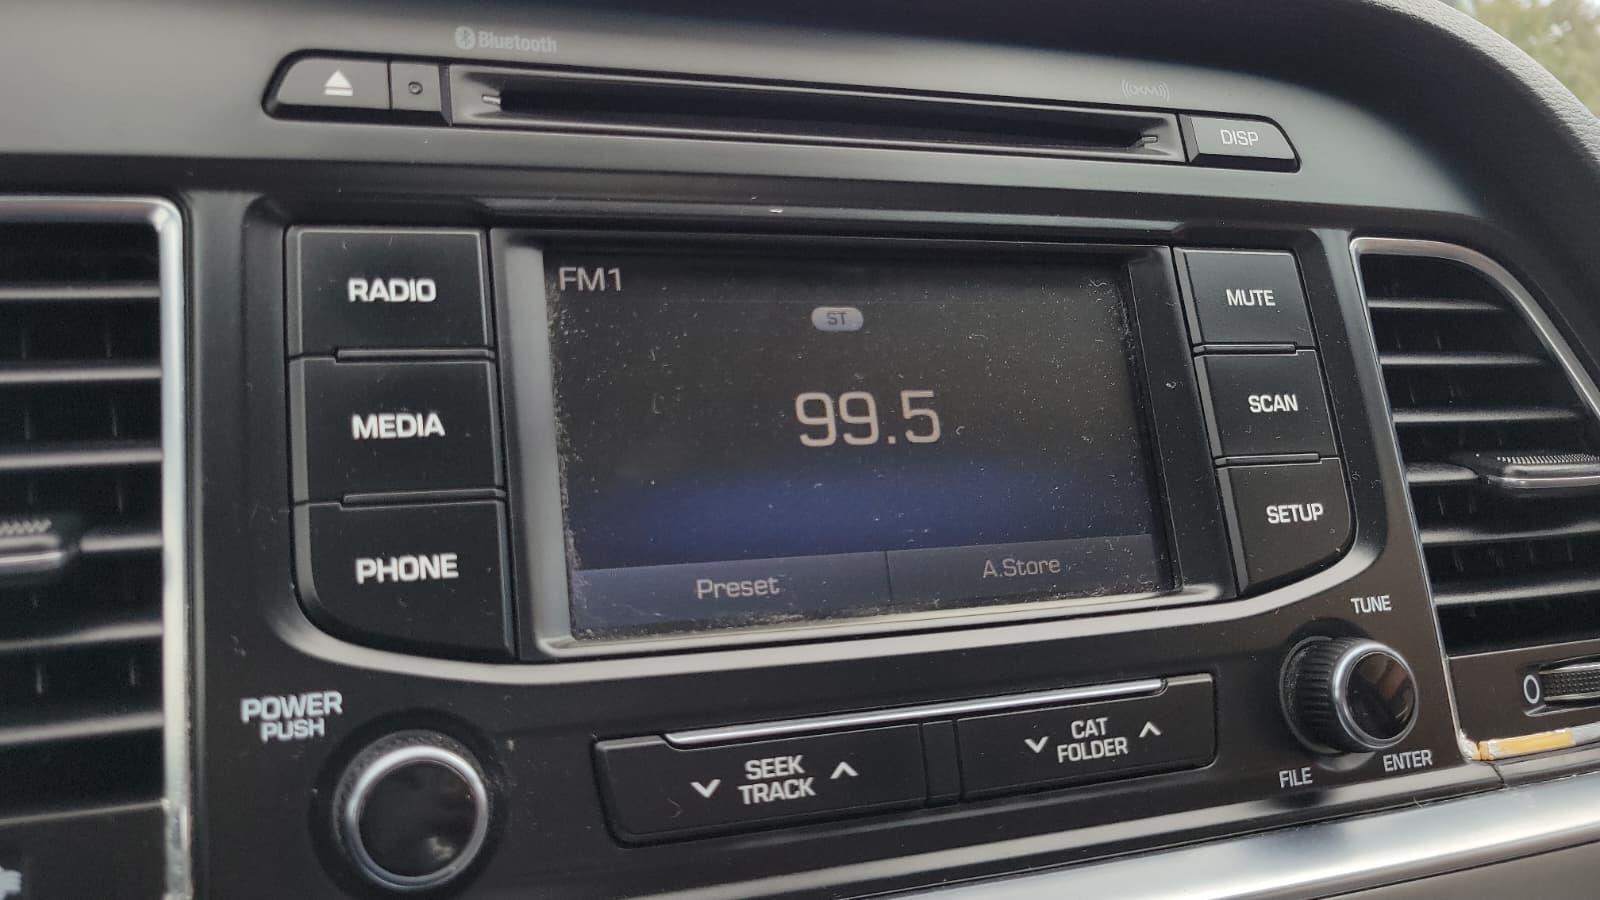 Bluetooth
((XM))
DISP
RADIO
FM1
ST
MUTE
MEDIA
99.5
SCAN
PHONE
Preset
A.Store
SETUP
TUNE
POWER
PUSH
SEEK
TRACK
CAT
FOLDER
FILE
ENTER